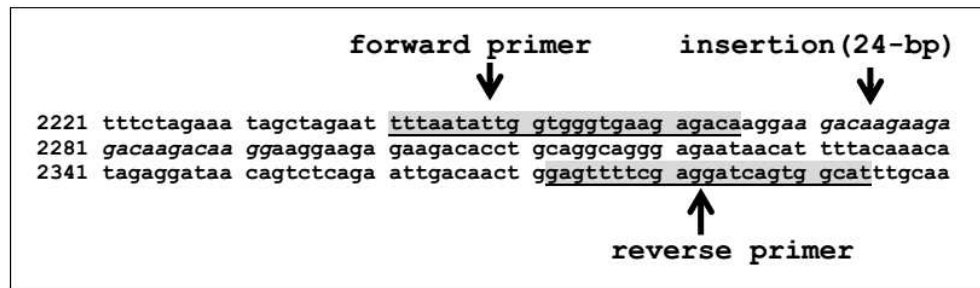 forward primer insertion(24-bp)
2221 tttctagaaa tagctagaat tttaatattg gtgggtgaag agacaaggaa gacaagaaga
2281 gacaagacaa ggaaggaaga gaagacacct gcaggcaggg agaataacat tttacaaaca
2341 tagaggataa cagtctcaga attgacaactg ggagttttcg aggatcagtg gcatttgcaa
reverse primer